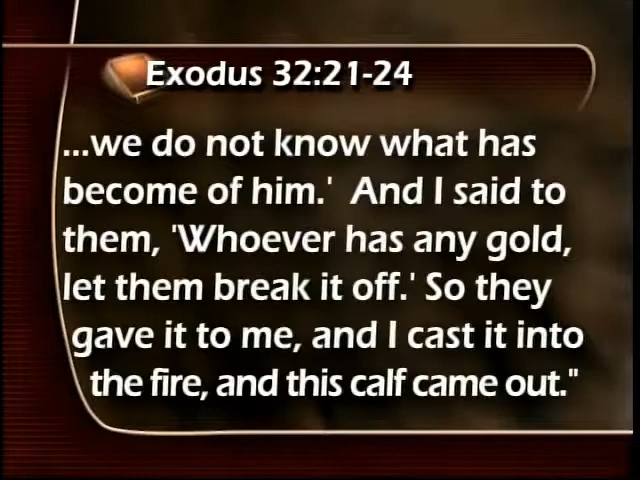 Exodus 32:21-24
...we do not know what has
become of him.' And I said to
them, 'Whoever has any gold,
let them break it off.' So they
gave it to me, and I cast it into
the fire, and this calf came out."